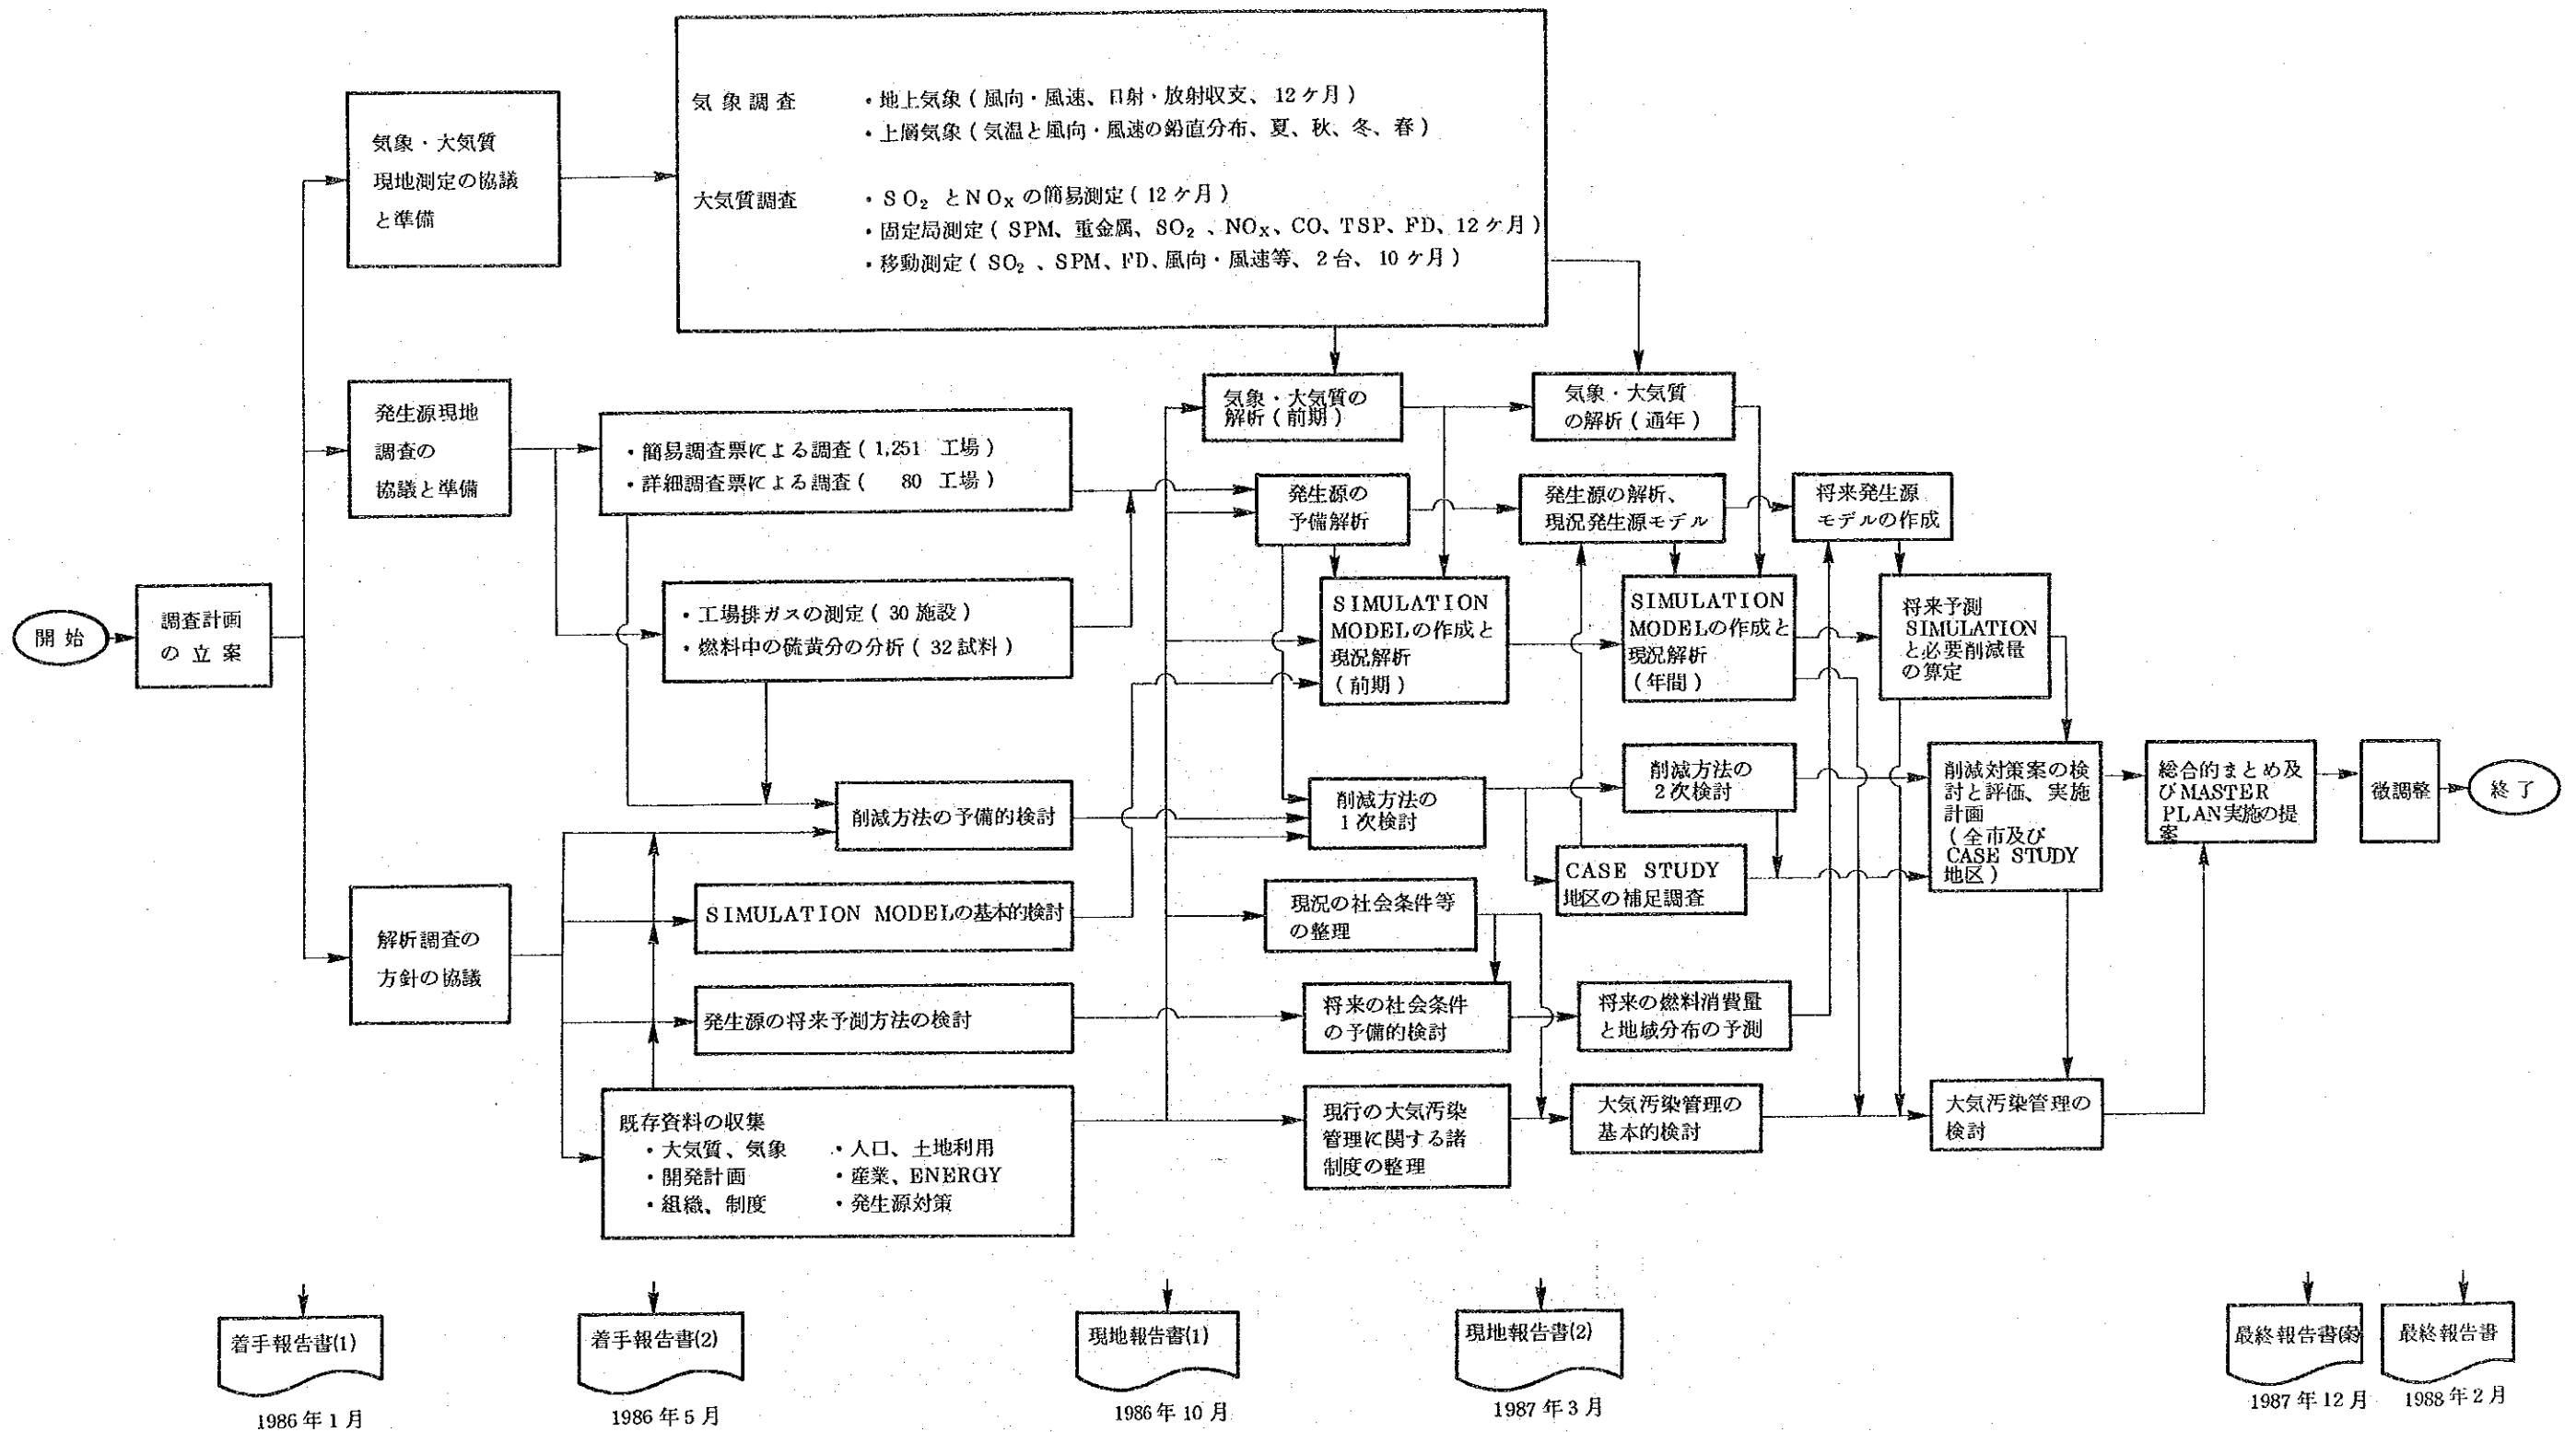 開始
調査計画
の立案
気象・大気質
現地測定の協議
と準備
気象調査
・地上気象(風向・風速、日射・放射収支、12ケ月)
・上層気象(気温と風向・風速の鉛直分布、夏、秋、冬、春)
大気質調査
・SO₂とNOxの簡易測定(12ケ月)
・固定局測定(SPM、重金属、SO₂、NOx、CO、TSP、FD、12ケ月)
・移動測定(SO₂、SPM、FD、風向・風速等、2台、10ケ月)
発生源現地
調査の
協議と準備
・簡易調査票による調査(1,251 工場)
・詳細調査票による調査( 80 工場)
・工場排ガスの測定(30施設)
・燃料中の硫黄分の分析(32試料)
解析調査の
方針の協議
削減方法の予備的検討
SIMULATION MODELの基本的検討
発生源の将来予測方法の検討
既存資料の収集
・大気質、気象 ・人口、土地利用
・開発計画 ・産業、ENERGY
・組織、制度 ・発生源対策
気象・大気質の
解析(前期)
気象・大気質
の解析(通年)
発生源の
予備解析
発生源の解析、
現況発生源モデル
将来発生源
モデルの作成
SIMULATION
MODELの作成と
現況解析
(前期)
SIMULATION
MODELの作成と
現況解析
(年間)
将来予測
SIMULATION
と必要削減量
の算定
削減方法の
1次検討
削減方法の
2次検討
CASE STUDY
地区の補足調査
削減対策案の検
討と評価、実施
計画
(全市及び
CASE STUDY
地区)
総合的まとめ及
びMASTER
PLAN実施の提
案
微調整
終了
現況の社会条件等
の整理
将来の社会条件
の予備的検討
将来の燃料消費量
と地域分布の予測
現行の大気汚染
管理に関する諸
制度の整理
大気汚染管理の
基本的検討
大気汚染管理の
検討
着手報告書(1)
1986年1月
着手報告書(2)
1986年5月
現地報告書(1)
1986年10月
現地報告書(2)
1987年3月
最終報告書(案)
1987年12月
最終報告書
1988年2月